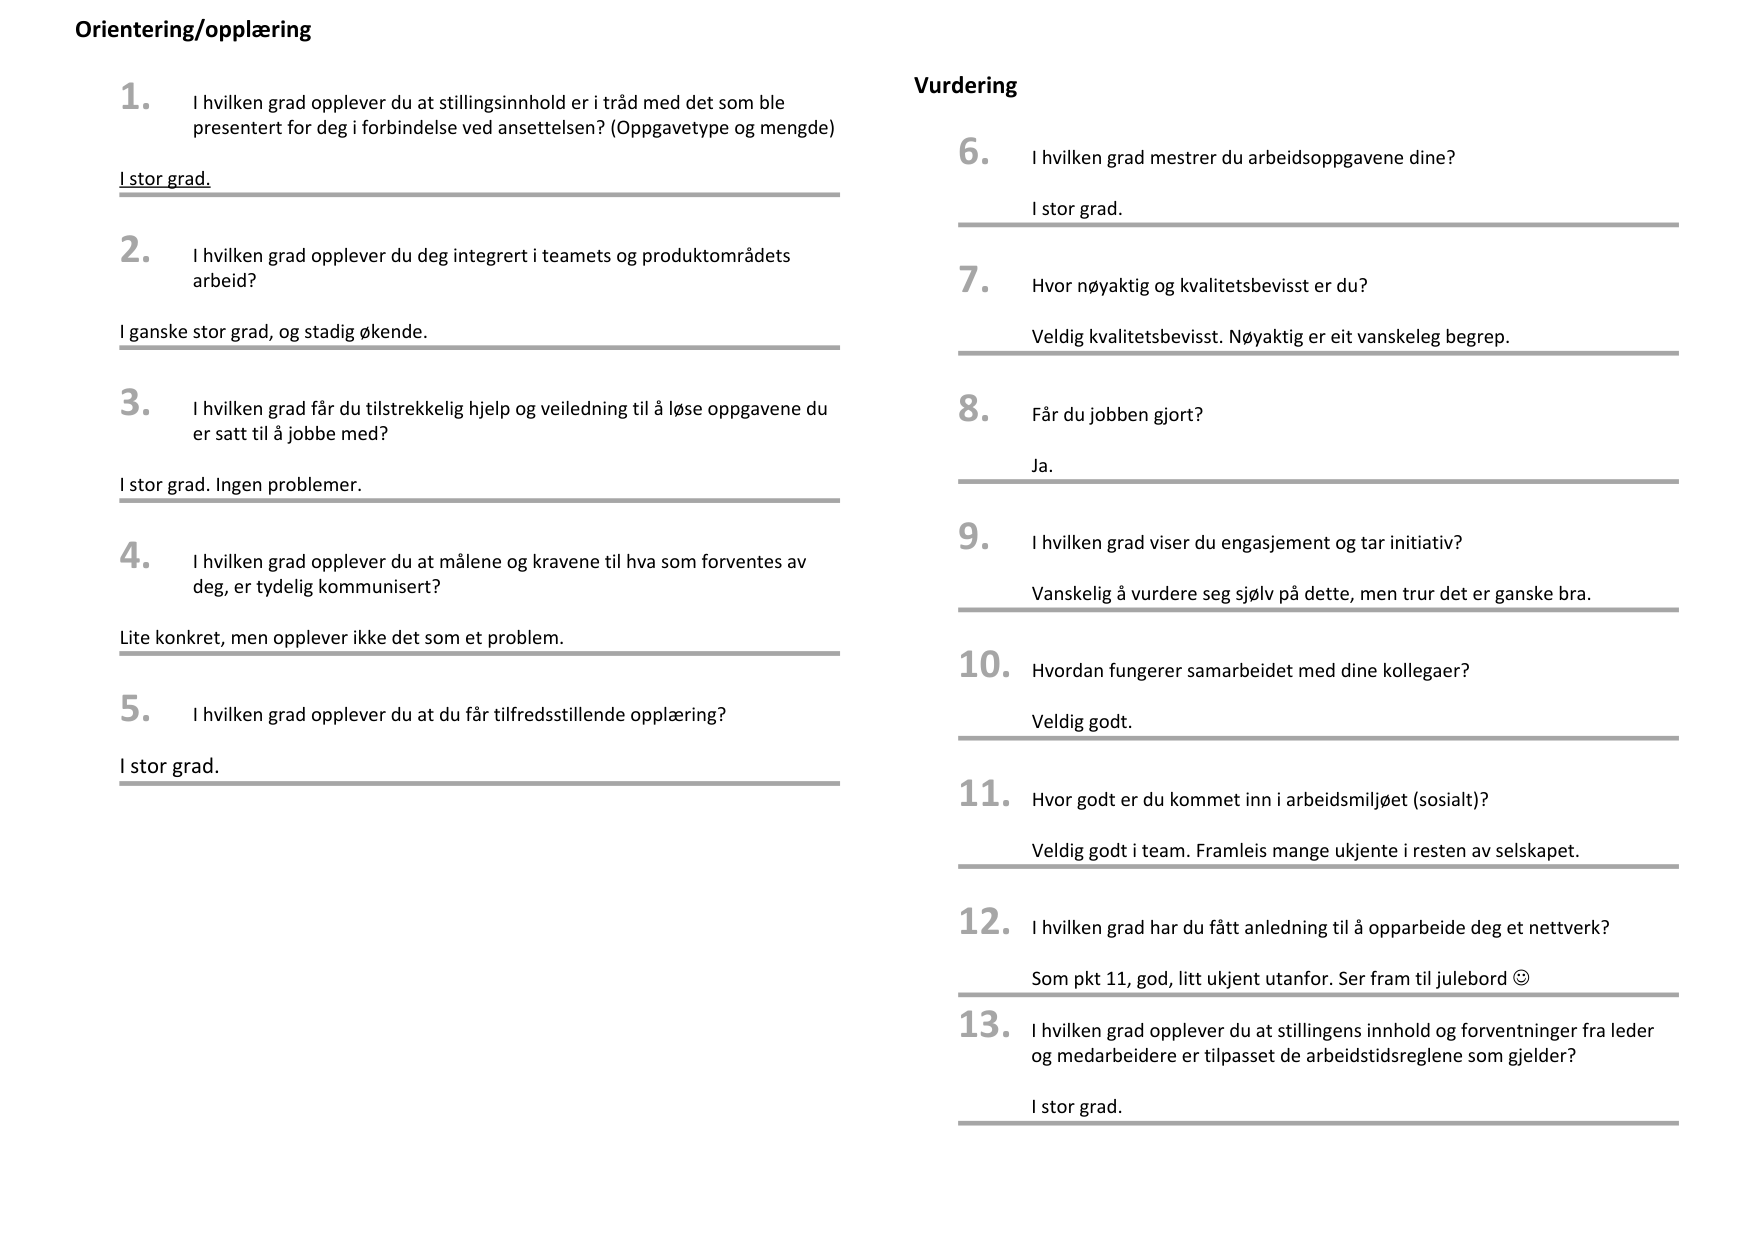 Orientering/opplæring
1. I hvilken grad opplever du at stillingsinnhold er i tråd med det som ble
presentert for deg i forbindelse ved ansettelsen? (Oppgavetype og mengde)
I stor grad.
2. I hvilken grad opplever du deg integrert i teamets og produktområdets
arbeid?
I ganske stor grad, og stadig økende.
3. I hvilken grad får du tilstrekkelig hjelp og veiledning til å løse oppgavene du
er satt til å jobbe med?
I stor grad. Ingen problemer.
4. I hvilken grad opplever du at målene og kravene til hva som forventes av
deg, er tydelig kommunisert?
Lite konkret, men opplever ikke det som et problem.
5. I hvilken grad opplever du at du får tilfredsstillende opplæring?
I stor grad.
Vurdering
6. I hvilken grad mestrer du arbeidsoppgavene dine?
I stor grad.
7. Hvor nøyaktig og kvalitetsbevisst er du?
Veldig kvalitetsbevisst. Nøyaktig er eit vanskeleg begrep.
8. Får du jobben gjort?
Ja.
9. I hvilken grad viser du engasjement og tar initiativ?
Vanskelig å vurdere seg sjølv på dette, men trur det er ganske bra.
10. Hvordan fungerer samarbeidet med dine kollegaer?
Veldig godt.
11. Hvor godt er du kommet inn i arbeidsmiljøet (sosialt)?
Veldig godt i team. Framleis mange ukjente i resten av selskapet.
12. I hvilken grad har du fått anledning til å opparbeide deg et nettverk?
Som pkt 11, god, litt ukjent utanfor. Ser fram til julebord ☺
13. I hvilken grad opplever du at stillingens innhold og forventninger fra leder
og medarbeidere er tilpasset de arbeidstidsreglene som gjelder?
I stor grad.